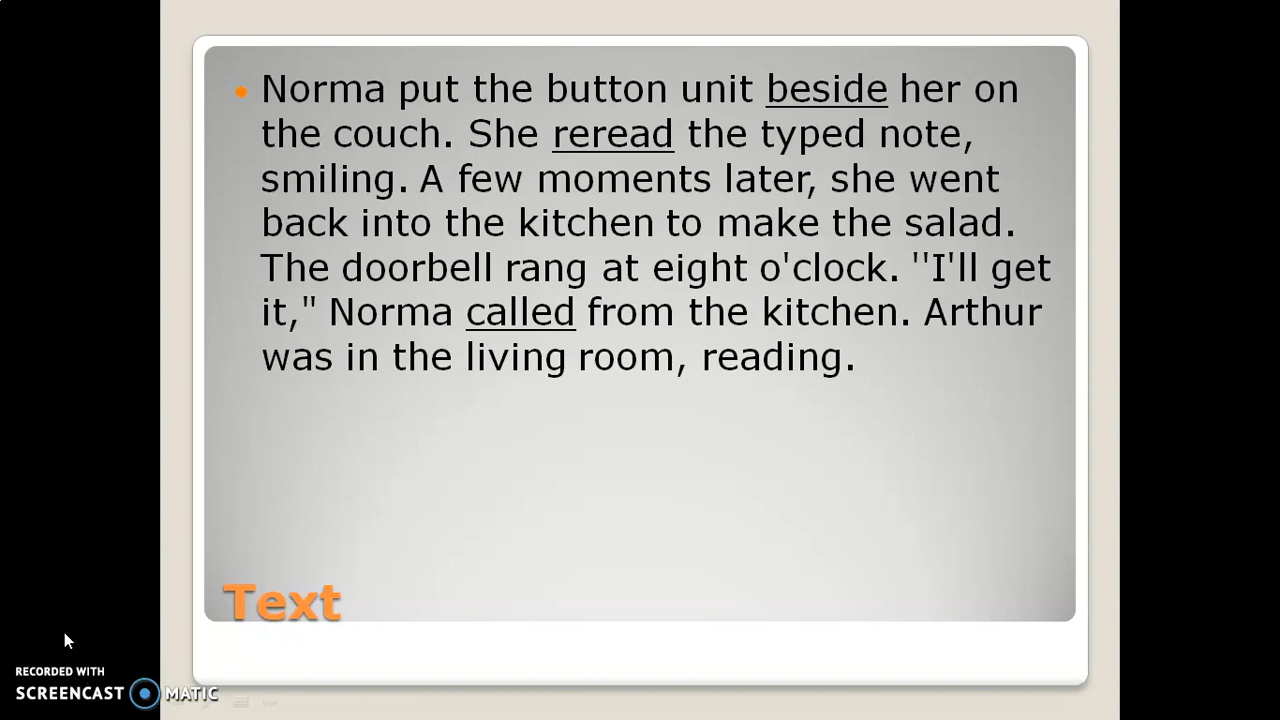 Norma put the button unit beside her on
the couch. She reread the typed note,
smiling. A few moments later, she went
back into the kitchen to make the salad.
The doorbell rang at eight o'clock. ''I'll get
it," Norma called from the kitchen. Arthur
was in the living room, reading.
Text
RECORDED WITH
SCREENCAST MATIC